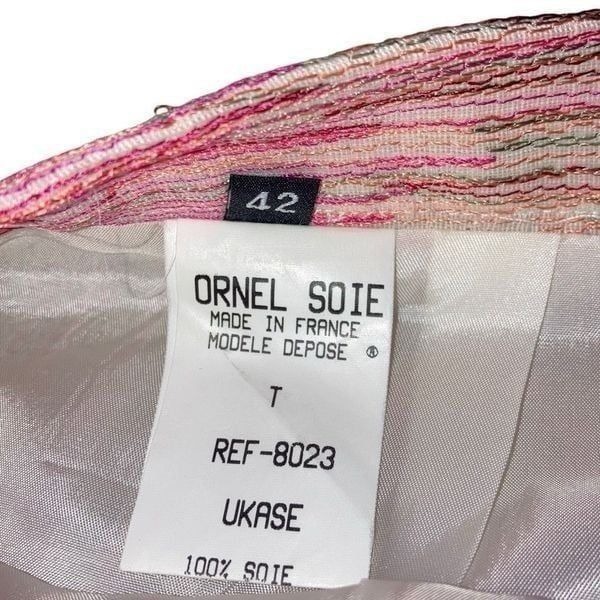 42
ORNEL SOIE
MADE IN FRANCE
MODELE DEPOSE ®
T
REF-8023
UKASE
100% SOIE